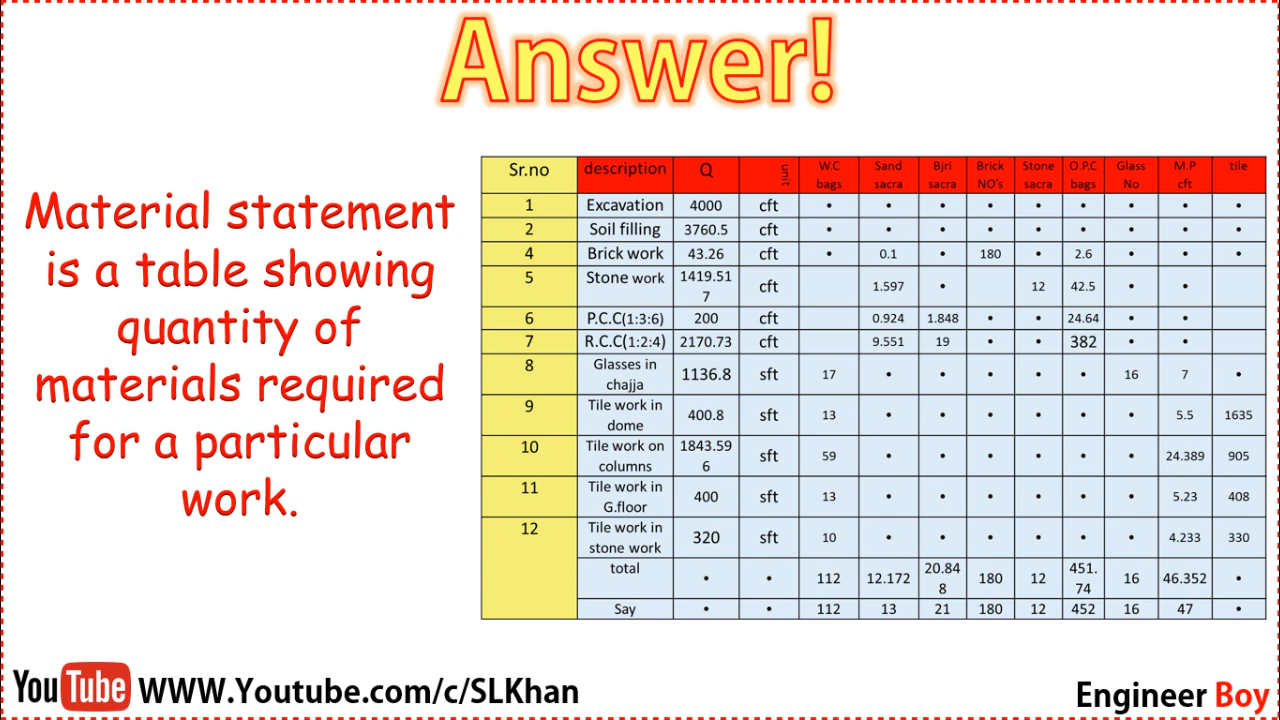 Answer!
Material statement
is a table showing
quantity of
materials required
for a particular
work.
Sr.no description Q unit W.C bags Sand sacra Bjri sacra Brick NO's Stone sacra O.P.C bags Glass No M.P cft tile
1 Excavation 4000 cft • • • • • • • • •
2 Soil filling 3760.5 cft • • • • • • • • •
4 Brick work 43.26 cft • 0.1 • 180 • 2.6 • • •
5 Stone work 1419.517 cft 1.597 • 12 42.5 • •
6 P.C.C(1:3:6) 200 cft 0.924 1.848 • • 24.64 • •
7 R.C.C(1:2:4) 2170.73 cft 9.551 19 • • 382 • •
8 Glasses in chajja 1136.8 sft 17 • • • • • 16 7 •
9 Tile work in dome 400.8 sft 13 • • • • • • 5.5 1635
10 Tile work on columns 1843.596 sft 59 • • • • • • 24.389 905
11 Tile work in G.floor 400 sft 13 • • • • • • 5.23 408
12 Tile work in stone work 320 sft 10 • • • • • • 4.233 330
total • • 112 12.172 20.848 180 12 451.74 16 46.352 •
Say • • 112 13 21 180 12 452 16 47 •
YouTube WWW.Youtube.com/c/SLKhan
Engineer Boy